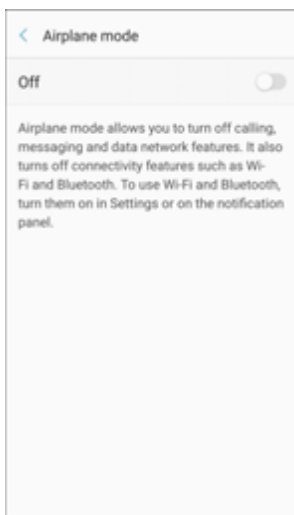 Airplane mode
Off
Airplane mode allows you to turn off calling,
messaging and data network features. It also
turns off connectivity features such as Wi-
Fi and Bluetooth. To use Wi-Fi and Bluetooth,
turn them on in Settings or on the notification
panel.